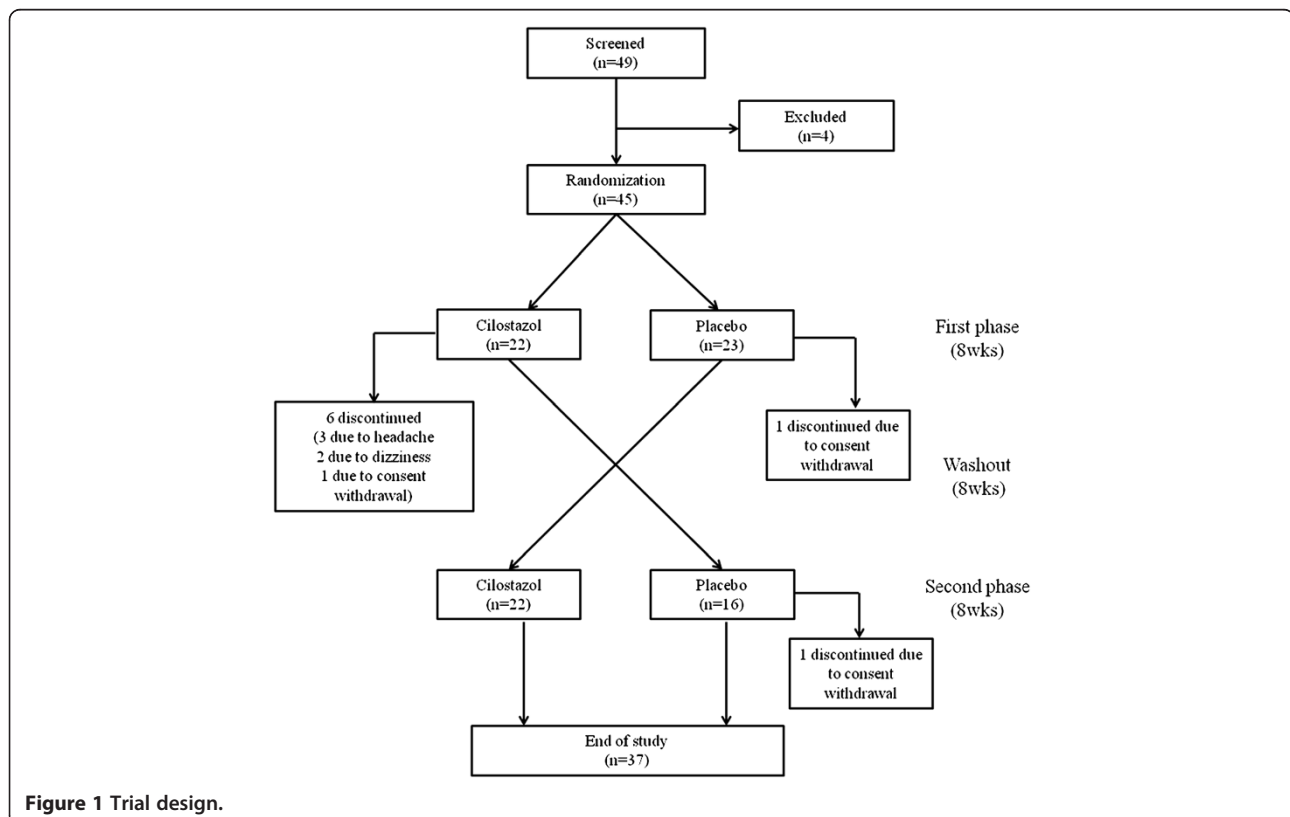 Screened
(n=49)
Excluded
(n=4)
Randomization
(n=45)
Cilostazol
(n=22)
Placebo
(n=23)
First phase
(8wks)
6 discontinued
(3 due to headache
2 due to dizziness
1 due to consent
withdrawal)
1 discontinued due
to consent
withdrawal
Washout
(8wks)
Cilostazol
(n=22)
Placebo
(n=16)
Second phase
(8wks)
1 discontinued due
to consent
withdrawal
End of study
(n=37)
Figure 1 Trial design.